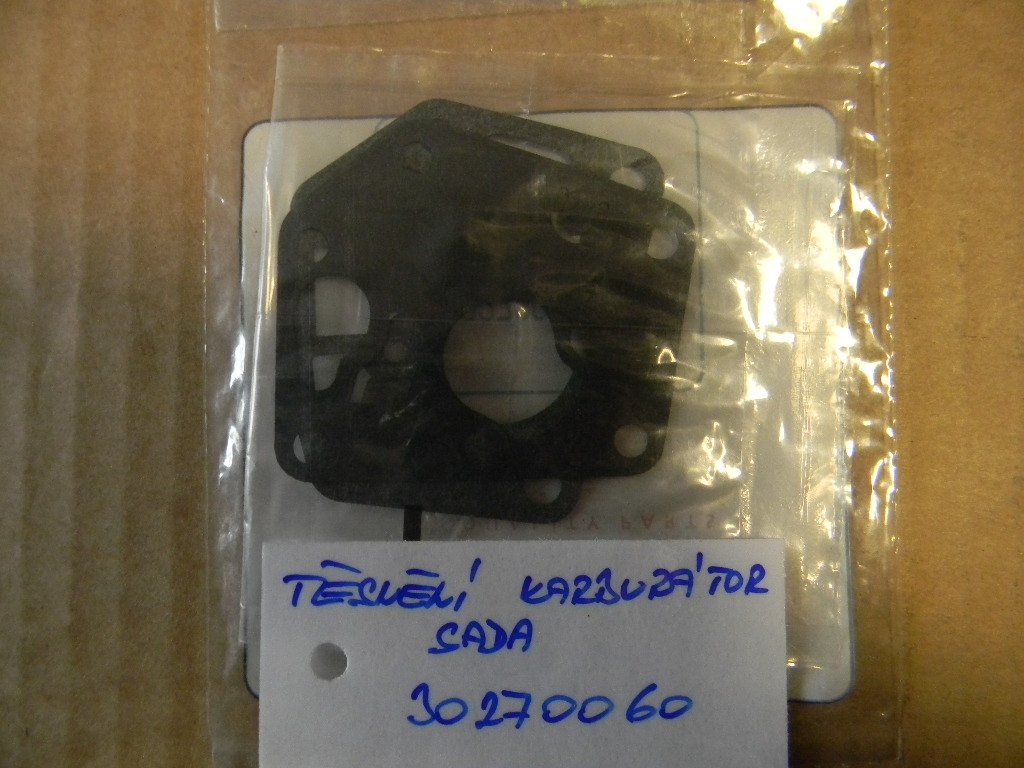 TĚSNĚNÍ KARBURÁTOR
SADA
30270060